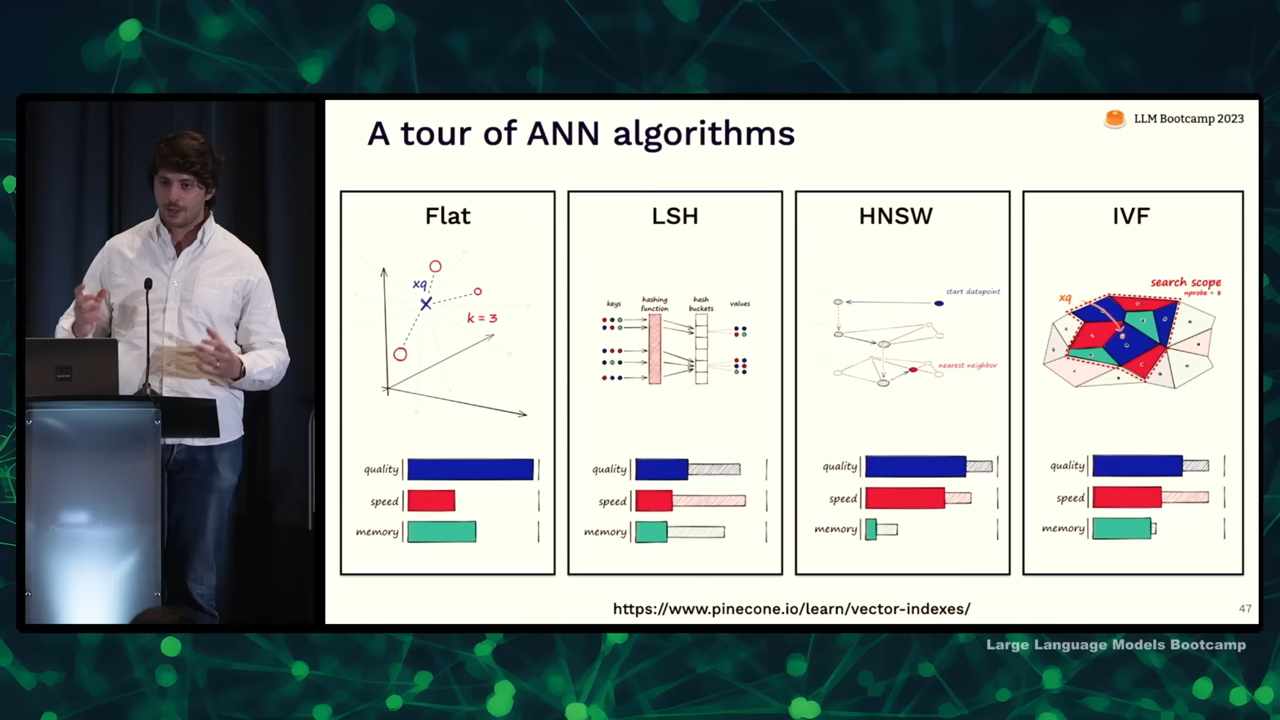 A tour of ANN algorithms
LLM Bootcamp 2023
Flat
xq
k = 3
quality
speed
memory
LSH
keys
hashing
function
hash
buckets
values
quality
speed
memory
HNSW
start datapoint
nearest neighbor
quality
speed
memory
IVF
search scope
nprobe = 8
xq
quality
speed
memory
https://www.pinecone.io/learn/vector-indexes/
47
Large Language Models Bootcamp